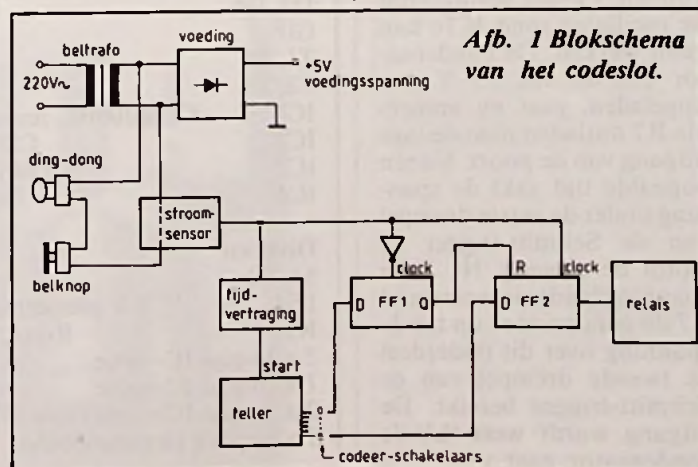 Afb. 1 Blokschema
van het codeslot.
beltrafo
voeding
220V~
+5V
voedingsspanning
ding-dong
stroom-
sensor
belknop
tijd-
vertraging
start
teller
codeer-schakelaars
clock
D FF1 Q
R clock
D FF2
relais